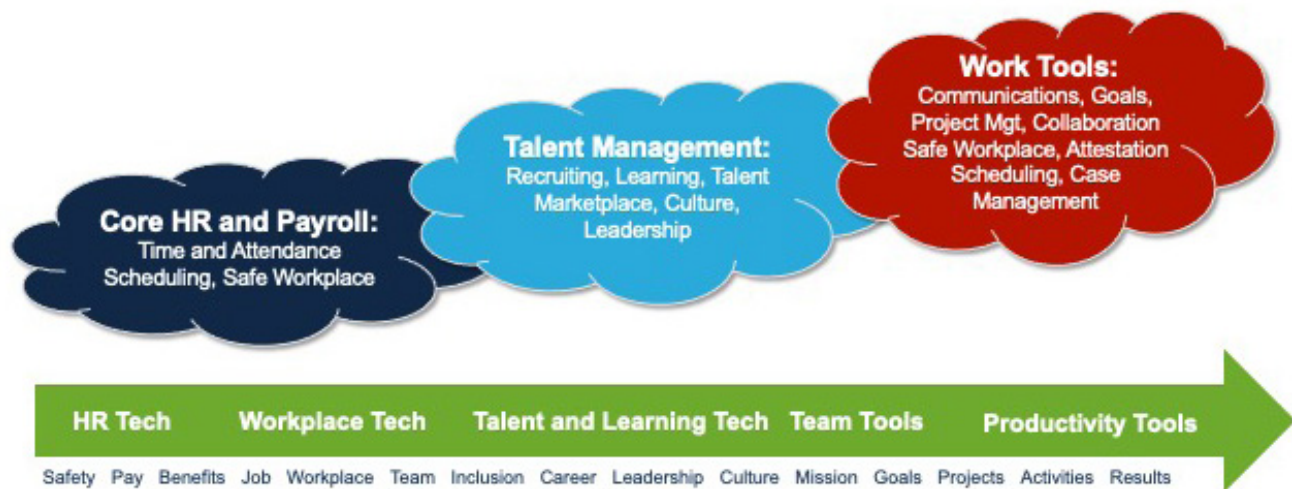 Core HR and Payroll:
Time and Attendance
Scheduling, Safe Workplace
Talent Management:
Recruiting, Learning, Talent
Marketplace, Culture,
Leadership
Work Tools:
Communications, Goals,
Project Mgt, Collaboration
Safe Workplace, Attestation
Scheduling, Case
Management
HR Tech Workplace Tech Talent and Learning Tech Team Tools Productivity Tools
Safety Pay Benefits Job Workplace Team Inclusion Career Leadership Culture Mission Goals Projects Activities Results